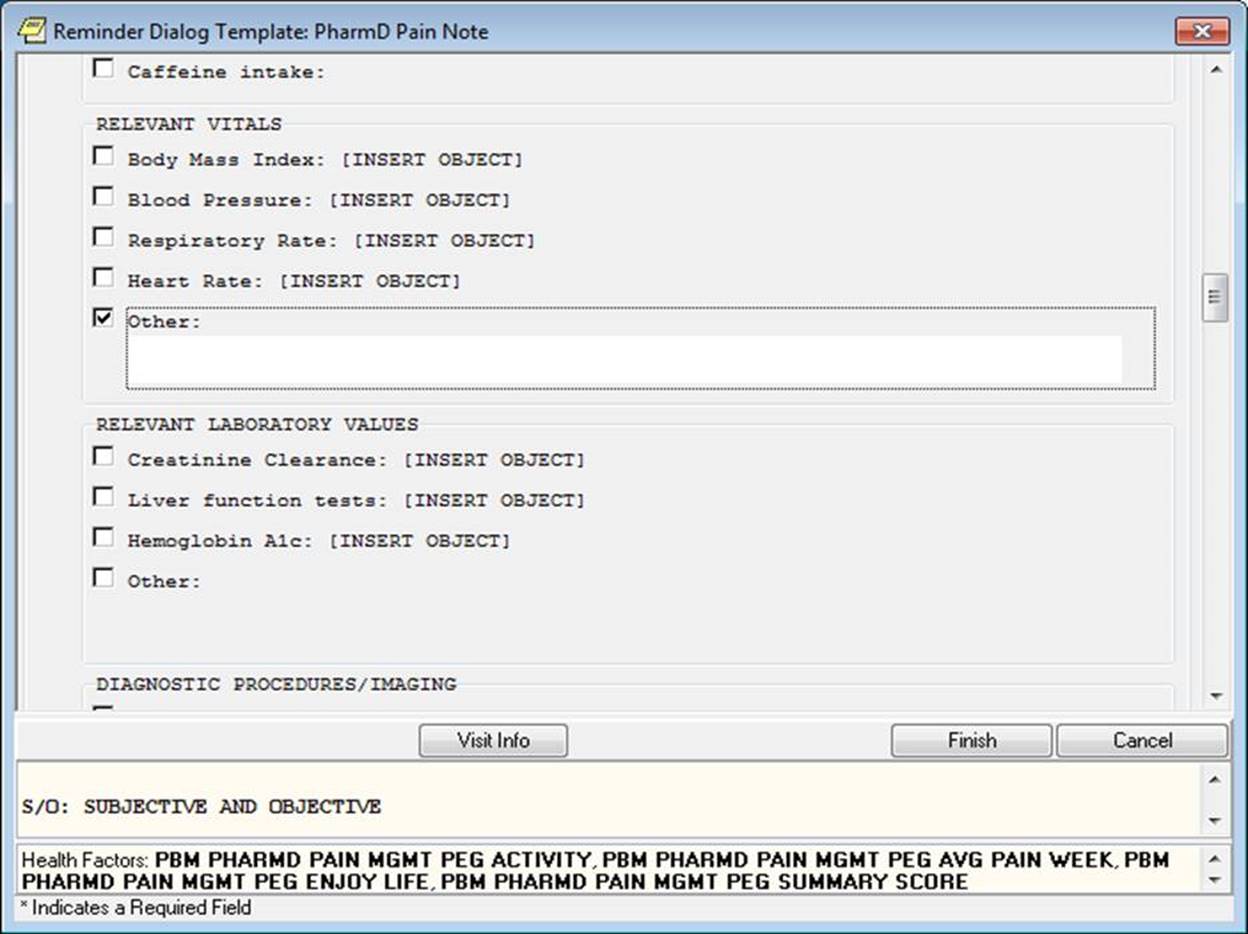 Reminder Dialog Template: PharmD Pain Note
Caffeine intake:
RELEVANT VITALS
Body Mass Index: [INSERT OBJECT]
Blood Pressure: [INSERT OBJECT]
Respiratory Rate: [INSERT OBJECT]
Heart Rate: [INSERT OBJECT]
Other:
RELEVANT LABORATORY VALUES
Creatinine Clearance: [INSERT OBJECT]
Liver function tests: [INSERT OBJECT]
Hemoglobin A1c: [INSERT OBJECT]
Other:
DIAGNOSTIC PROCEDURES/IMAGING
Visit Info Finish Cancel
S/O: SUBJECTIVE AND OBJECTIVE
Health Factors: PBM PHARMD PAIN MGMT PEG ACTIVITY, PBM PHARMD PAIN MGMT PEG AVG PAIN WEEK, PBM
PHARMD PAIN MGMT PEG ENJOY LIFE, PBM PHARMD PAIN MGMT PEG SUMMARY SCORE
* Indicates a Required Field